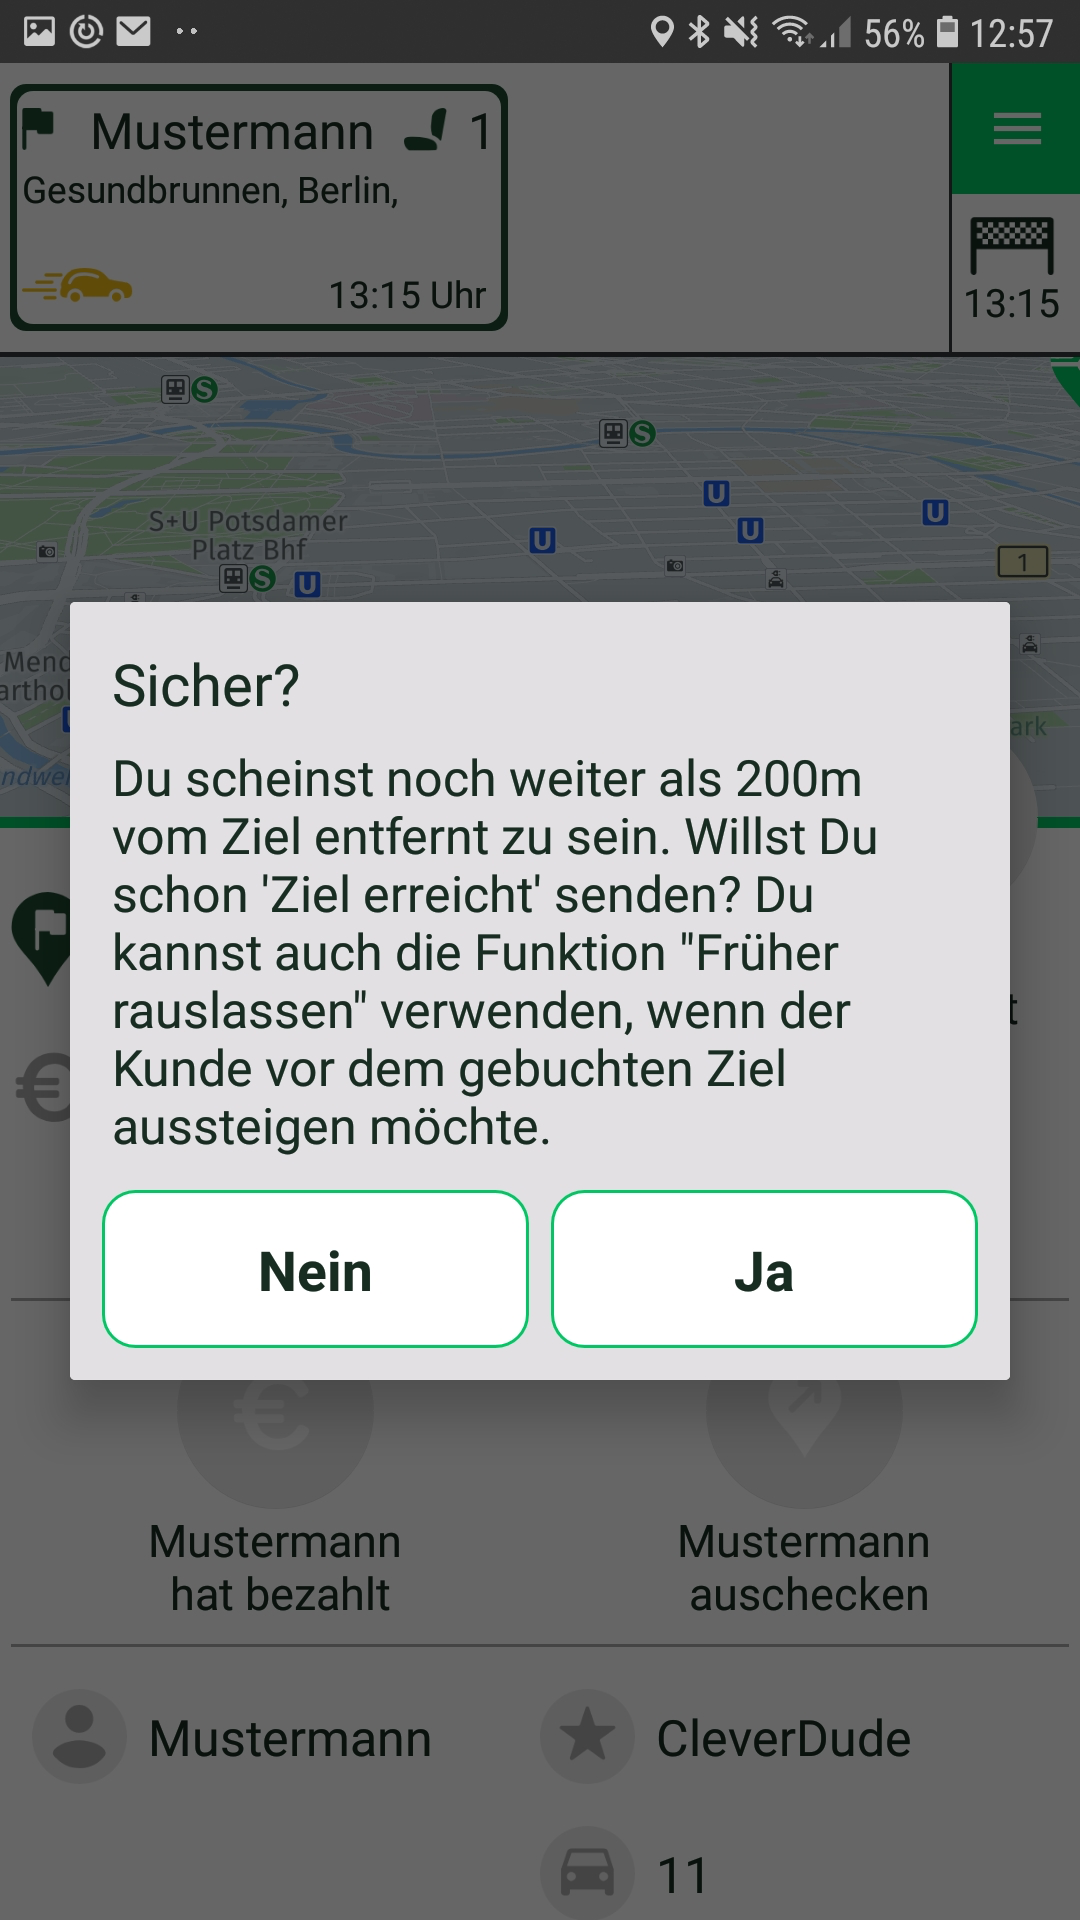 56% 12:57
Mustermann 1
Gesundbrunnen, Berlin,
13:15 Uhr
13:15
S
S
S+U Potsdamer
Platz Bhf
S
U
U
U
U
U
1
Mend
arthol
ndwe
ark
Sicher?
Du scheinst noch weiter als 200m
vom Ziel entfernt zu sein. Willst Du
schon 'Ziel erreicht' senden? Du
kannst auch die Funktion "Früher
rauslassen" verwenden, wenn der
Kunde vor dem gebuchten Ziel
aussteigen möchte.
t
€
Nein Ja
€
Mustermann
hat bezahlt
Mustermann
auschecken
Mustermann
CleverDude
11